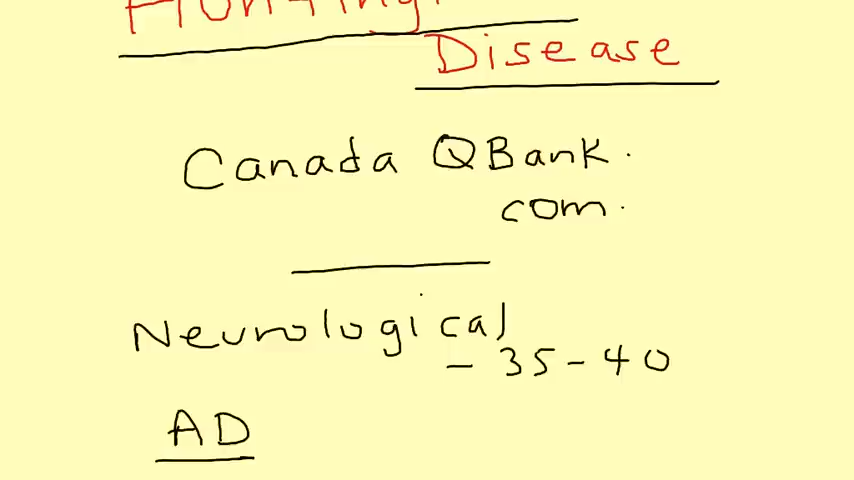 Disease
Canada QBank.
com.
Neurological
- 35-40
AD